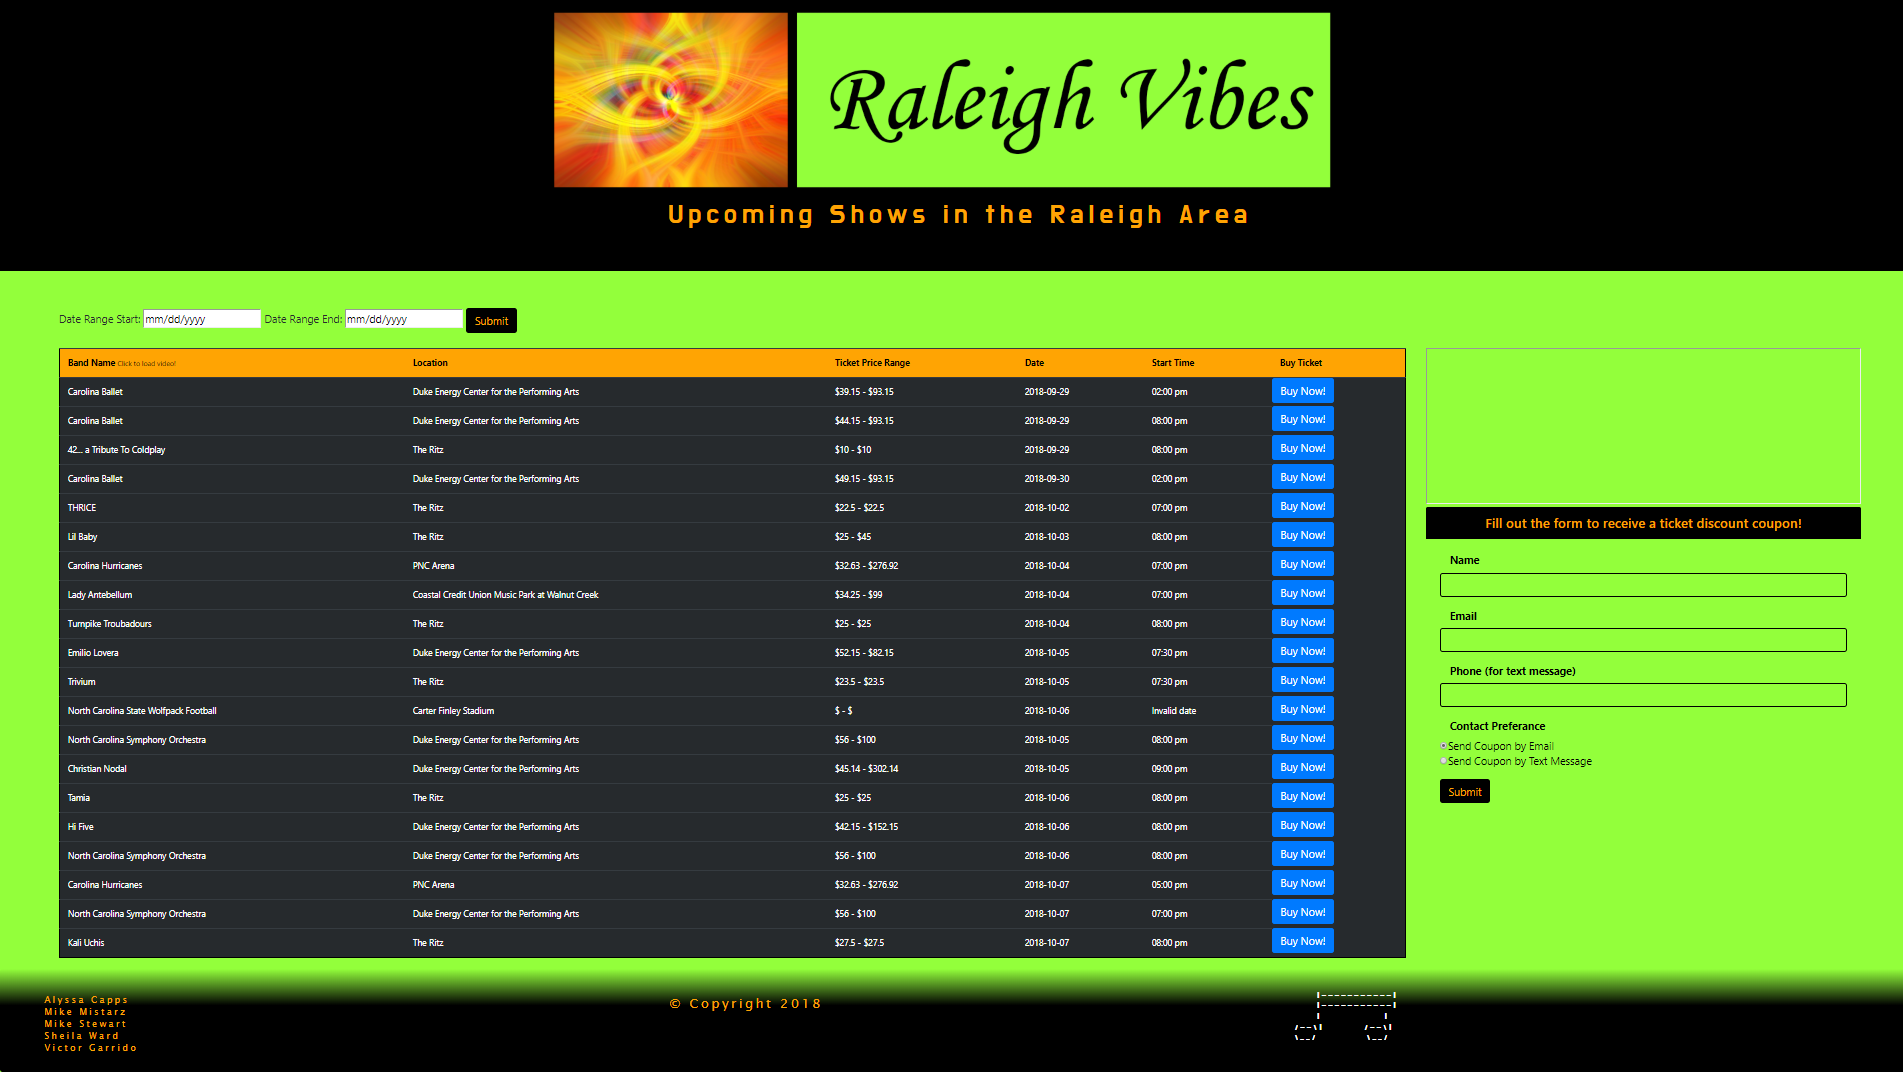 Raleigh Vibes
Upcoming Shows in the Raleigh Area
Date Range Start: mm/dd/yyyy Date Range End: mm/dd/yyyy Submit
Band Name Click to load video! Location Ticket Price Range Date Start Time Buy Ticket
Carolina Ballet Duke Energy Center for the Performing Arts $39.15 - $93.15 2018-09-29 02:00 pm Buy Now!
Carolina Ballet Duke Energy Center for the Performing Arts $44.15 - $93.15 2018-09-29 08:00 pm Buy Now!
42... a Tribute To Coldplay The Ritz $10 - $10 2018-09-29 08:00 pm Buy Now!
Carolina Ballet Duke Energy Center for the Performing Arts $49.15 - $93.15 2018-09-30 02:00 pm Buy Now!
THRICE The Ritz $22.5 - $22.5 2018-10-02 07:00 pm Buy Now!
Lil Baby The Ritz $25 - $45 2018-10-03 08:00 pm Buy Now!
Carolina Hurricanes PNC Arena $32.63 - $276.92 2018-10-04 07:00 pm Buy Now!
Lady Antebellum Coastal Credit Union Music Park at Walnut Creek $34.25 - $99 2018-10-04 07:00 pm Buy Now!
Turnpike Troubadours The Ritz $25 - $25 2018-10-04 08:00 pm Buy Now!
Emilio Lovera Duke Energy Center for the Performing Arts $52.15 - $82.15 2018-10-05 07:30 pm Buy Now!
Trivium The Ritz $23.5 - $23.5 2018-10-05 07:30 pm Buy Now!
North Carolina State Wolfpack Football Carter Finley Stadium $ - $ 2018-10-06 Invalid date Buy Now!
North Carolina Symphony Orchestra Duke Energy Center for the Performing Arts $56 - $100 2018-10-05 08:00 pm Buy Now!
Christian Nodal Duke Energy Center for the Performing Arts $45.14 - $302.14 2018-10-05 09:00 pm Buy Now!
Tamia The Ritz $25 - $25 2018-10-06 08:00 pm Buy Now!
Hi Five Duke Energy Center for the Performing Arts $42.15 - $152.15 2018-10-06 08:00 pm Buy Now!
North Carolina Symphony Orchestra Duke Energy Center for the Performing Arts $56 - $100 2018-10-06 08:00 pm Buy Now!
Carolina Hurricanes PNC Arena $32.63 - $276.92 2018-10-07 05:00 pm Buy Now!
North Carolina Symphony Orchestra Duke Energy Center for the Performing Arts $56 - $100 2018-10-07 07:00 pm Buy Now!
Kali Uchis The Ritz $27.5 - $27.5 2018-10-07 08:00 pm Buy Now!
Fill out the form to receive a ticket discount coupon!
Name
Email
Phone (for text message)
Contact Preferance
Send Coupon by Email
Send Coupon by Text Message
Submit
Alyssa Capps
Mike Mistarz
Mike Stewart
Sheila Ward
Victor Garrido
© Copyright 2018